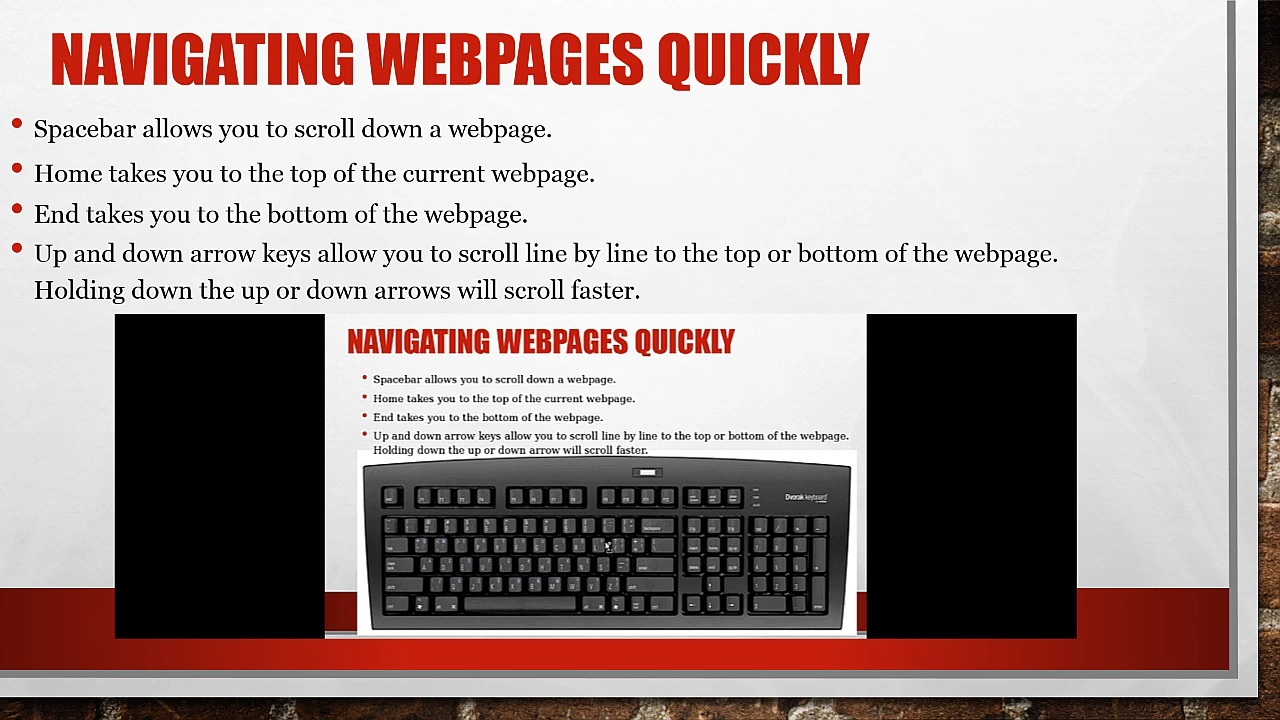 NAVIGATING WEBPAGES QUICKLY
Spacebar allows you to scroll down a webpage.
Home takes you to the top of the current webpage.
End takes you to the bottom of the webpage.
Up and down arrow keys allow you to scroll line by line to the top or bottom of the webpage.
Holding down the up or down arrows will scroll faster.
NAVIGATING WEBPAGES QUICKLY
Spacebar allows you to scroll down a webpage.
Home takes you to the top of the current webpage.
End takes you to the bottom of the webpage.
Up and down arrow keys allow you to scroll line by line to the top or bottom of the webpage.
Holding down the up or down arrow will scroll faster.
Dvorak keyboard